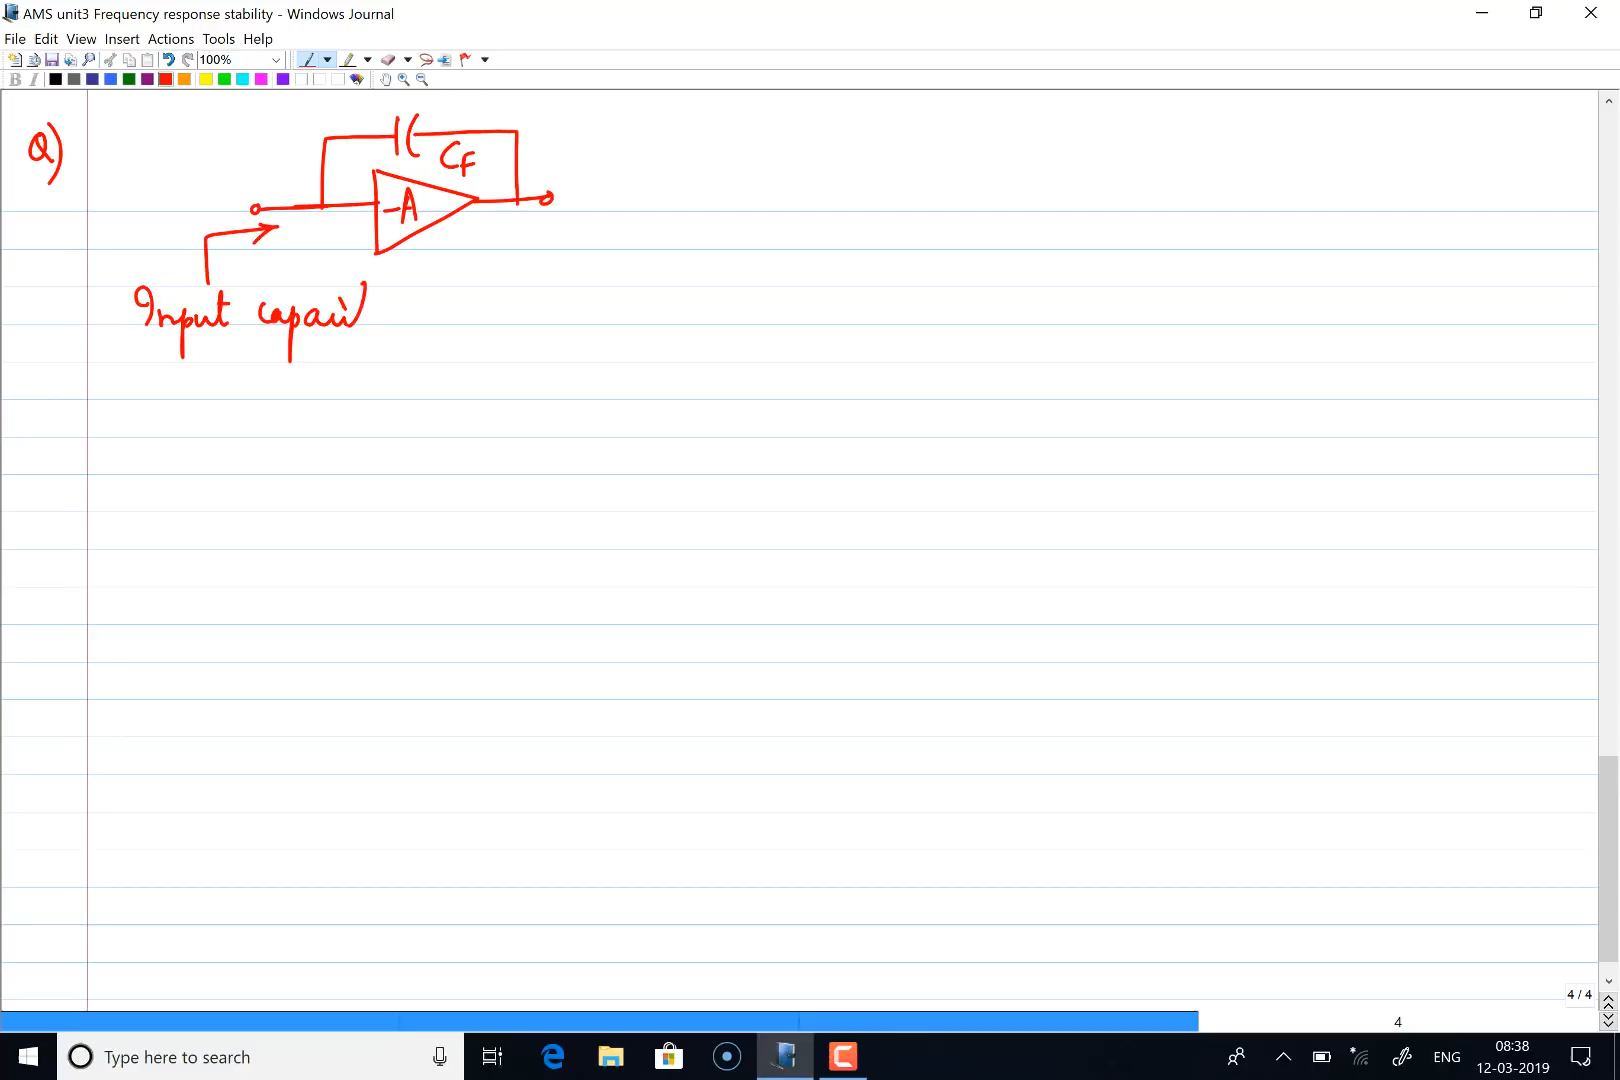 AMS unit3 Frequency response stability - Windows Journal
File Edit View Insert Actions Tools Help
100%
B I
Q)
CF
-A
Input capaci
4 / 4
4
Type here to search
ENG
08:38
12-03-2019